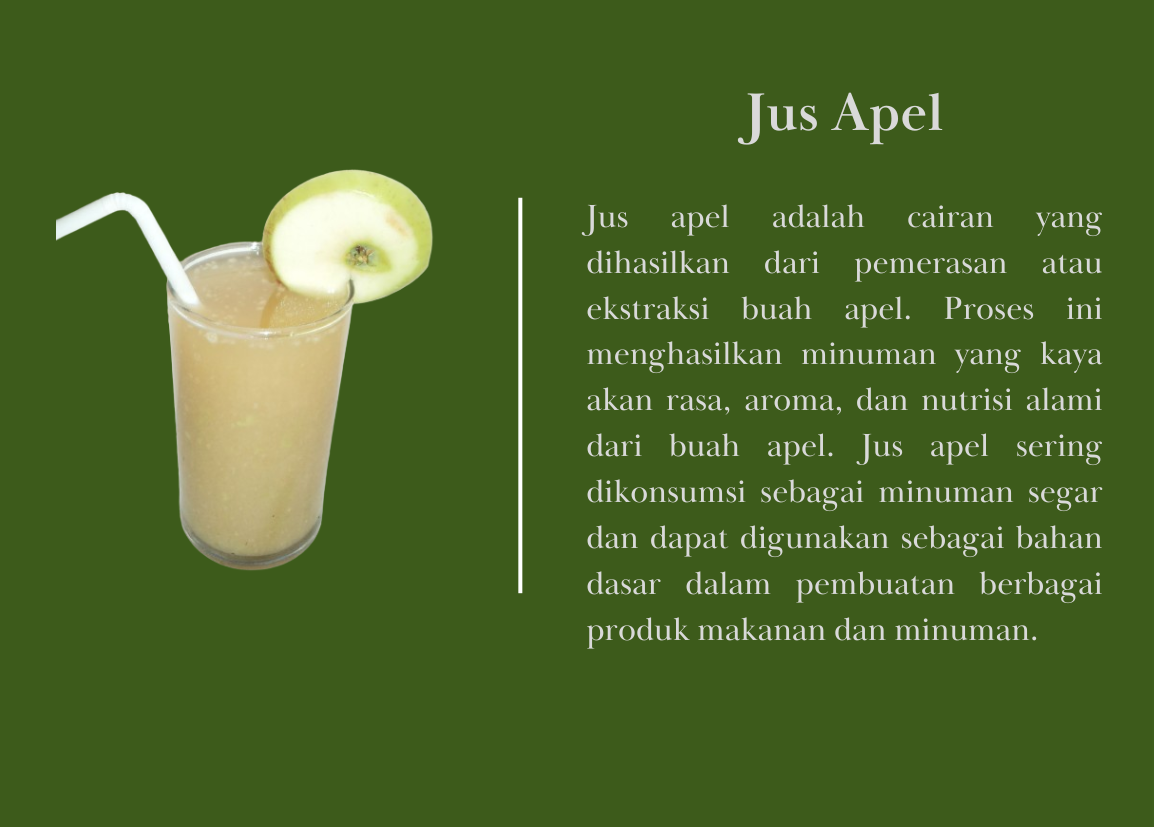 Jus Apel
Jus apel adalah cairan yang
dihasilkan dari pemerasan atau
ekstraksi buah apel. Proses ini
menghasilkan minuman yang kaya
akan rasa, aroma, dan nutrisi alami
dari buah apel. Jus apel sering
dikonsumsi sebagai minuman segar
dan dapat digunakan sebagai bahan
dasar dalam pembuatan berbagai
produk makanan dan minuman.